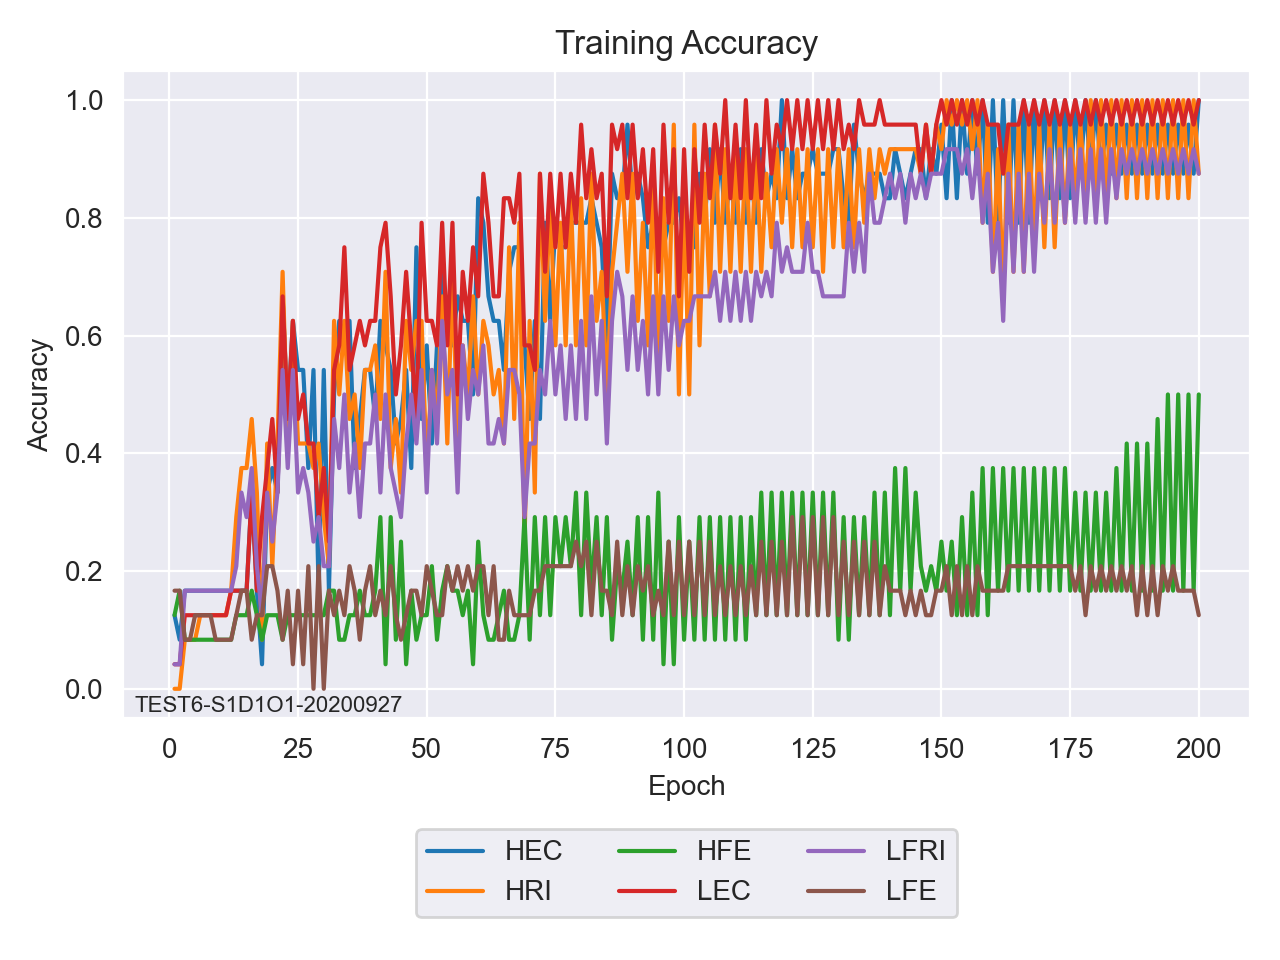 Training Accuracy
1.0
0.8
0.6
0.4
0.2
0.0
Accuracy
TEST6-S1D1O1-20200927
0 25 50 75 100 125 150 175 200
Epoch
HEC HFE LFRI
HRI LEC LFE